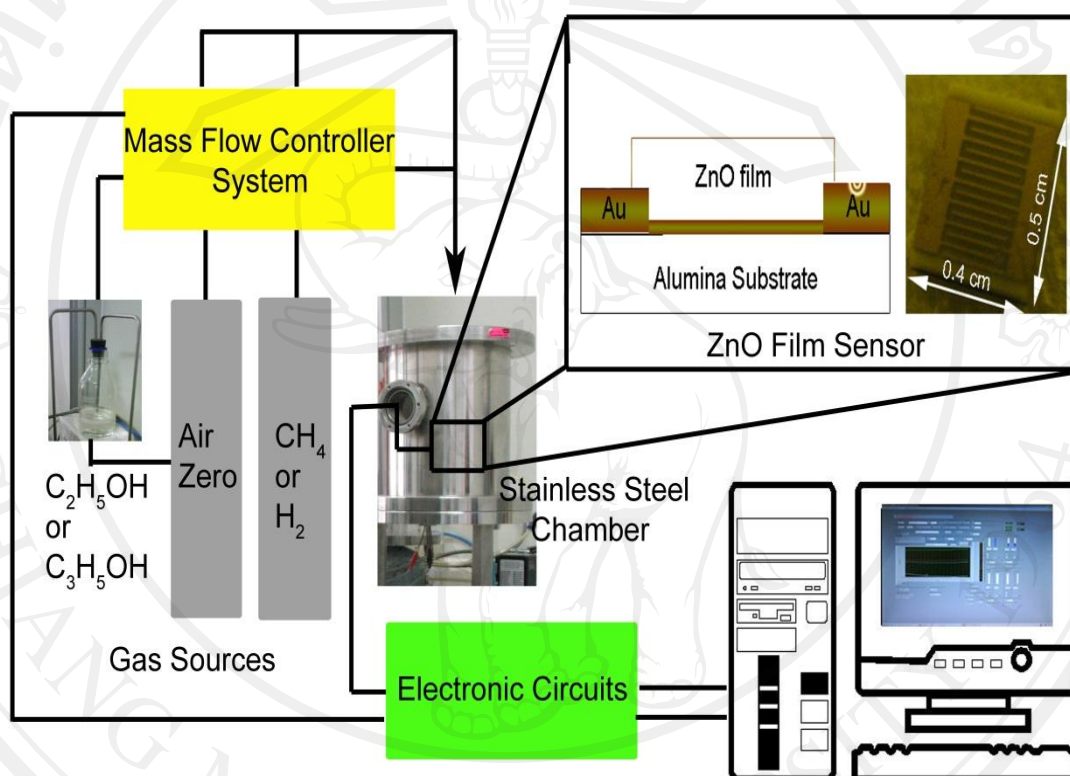 Mass Flow Controller
System
ZnO film
Au
Au
Alumina Substrate
0.5 cm
0.4 cm
ZnO Film Sensor
Air
Zero
CH₄
or
H₂
C₂H₅OH
or
C₃H₅OH
Stainless Steel
Chamber
Gas Sources
Electronic Circuits